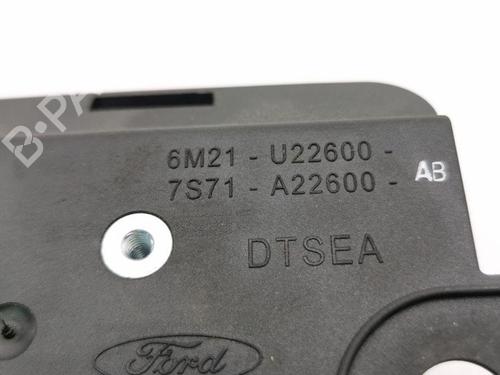 B-PA
6M21 - U22600 -
7S71 - A22600 - AB
DTSEA
Ford